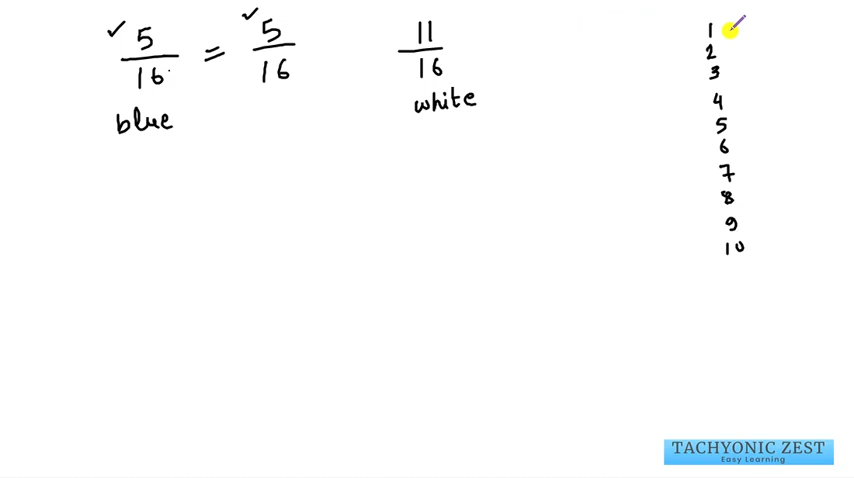 ✓ 5/16 = ✓ 5/16
blue
11/16
white
1
2
3
4
5
6
7
8
9
10
TACHYONIC ZEST
Easy Learning